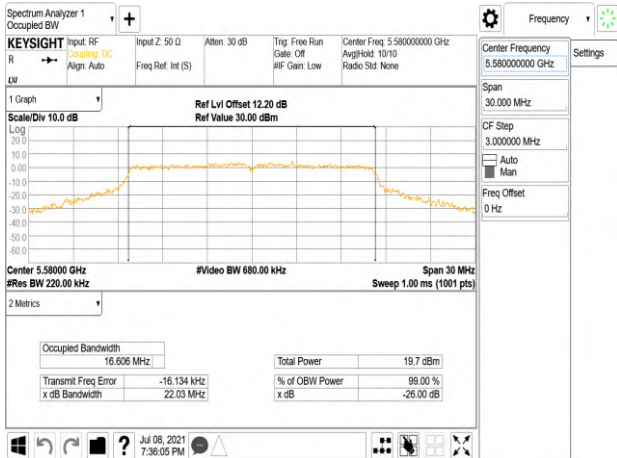 Spectrum Analyzer 1
Occupied BW
Frequency
KEYSIGHT
R
LXI
Input: RF
Coupling: DC
Align: Auto
Input Z: 50 Ω
Freq Ref: Int (S)
Atten: 30 dB
Trig: Free Run
Gate: Off
#IF Gain: Low
Center Freq: 5.580000000 GHz
Avg|Hold: 10/10
Radio Std: None
Center Frequency
5.580000000 GHz
Settings
Span
30.000 MHz
CF Step
3.000000 MHz
Auto
Man
Freq Offset
0 Hz
1 Graph
Scale/Div 10.0 dB
Ref Lvl Offset 12.20 dB
Ref Value 30.00 dBm
Log
20.0
10.0
0.00
-10.0
-20.0
-30.0
-40.0
-50.0
-60.0
Center 5.58000 GHz
#Res BW 220.00 kHz
#Video BW 680.00 kHz
Span 30 MHz
Sweep 1.00 ms (1001 pts)
2 Metrics
Occupied Bandwidth
16.606 MHz
Total Power 19.7 dBm
Transmit Freq Error -16.134 kHz
% of OBW Power 99.00 %
x dB Bandwidth 22.03 MHz
x dB -26.00 dB
?
Jul 08, 2021
7:36:05 PM